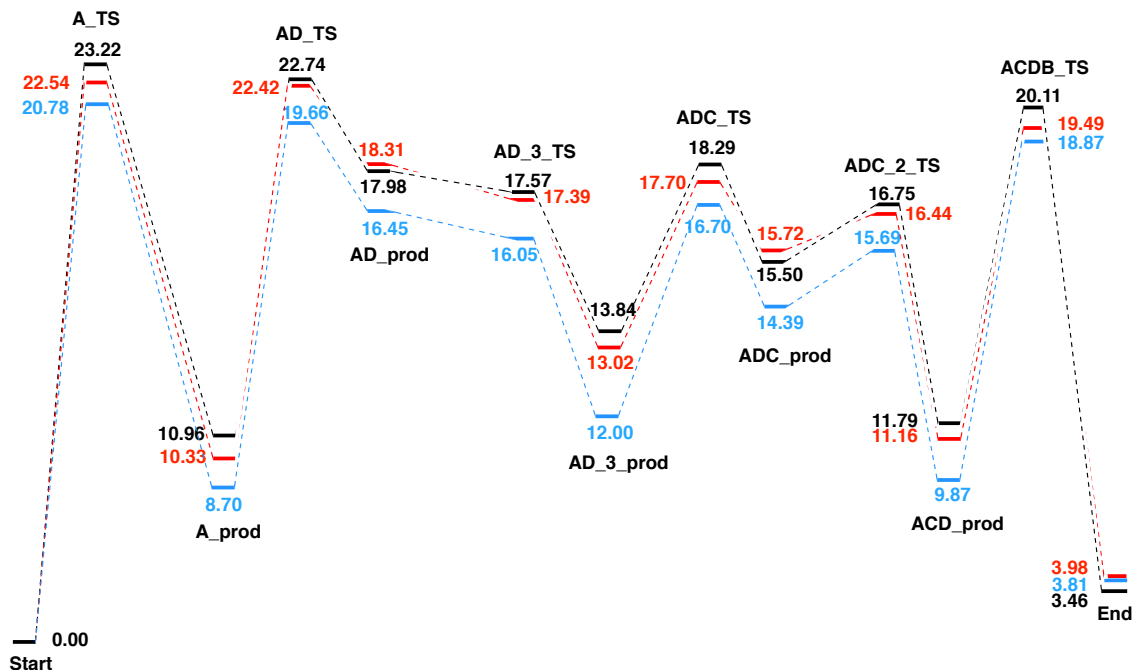 A_TS
23.22
22.54
20.78
10.96
10.33
8.70
A_prod
AD_TS
22.74
22.42
19.66
18.31
17.98
16.45
AD_prod
AD_3_TS
17.57
17.39
16.05
13.84
13.02
12.00
AD_3_prod
ADC_TS
18.29
17.70
16.70
15.72
15.50
14.39
ADC_prod
ADC_2_TS
16.75
16.44
15.69
11.79
11.16
9.87
ACD_prod
ACDB_TS
20.11
19.49
18.87
3.98
3.81
3.46
End
0.00
Start